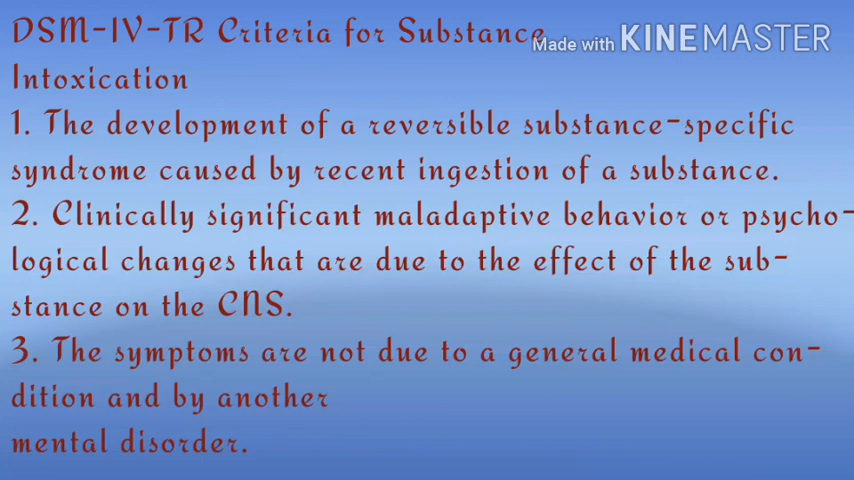 DSM-IV-TR Criteria for Substance
Made with KINEMASTER
Intoxication
1. The development of a reversible substance-specific
syndrome caused by recent ingestion of a substance.
2. Clinically significant maladaptive behavior or psycho-
logical changes that are due to the effect of the sub-
stance on the CNS.
3. The symptoms are not due to a general medical con-
dition and by another
mental disorder.